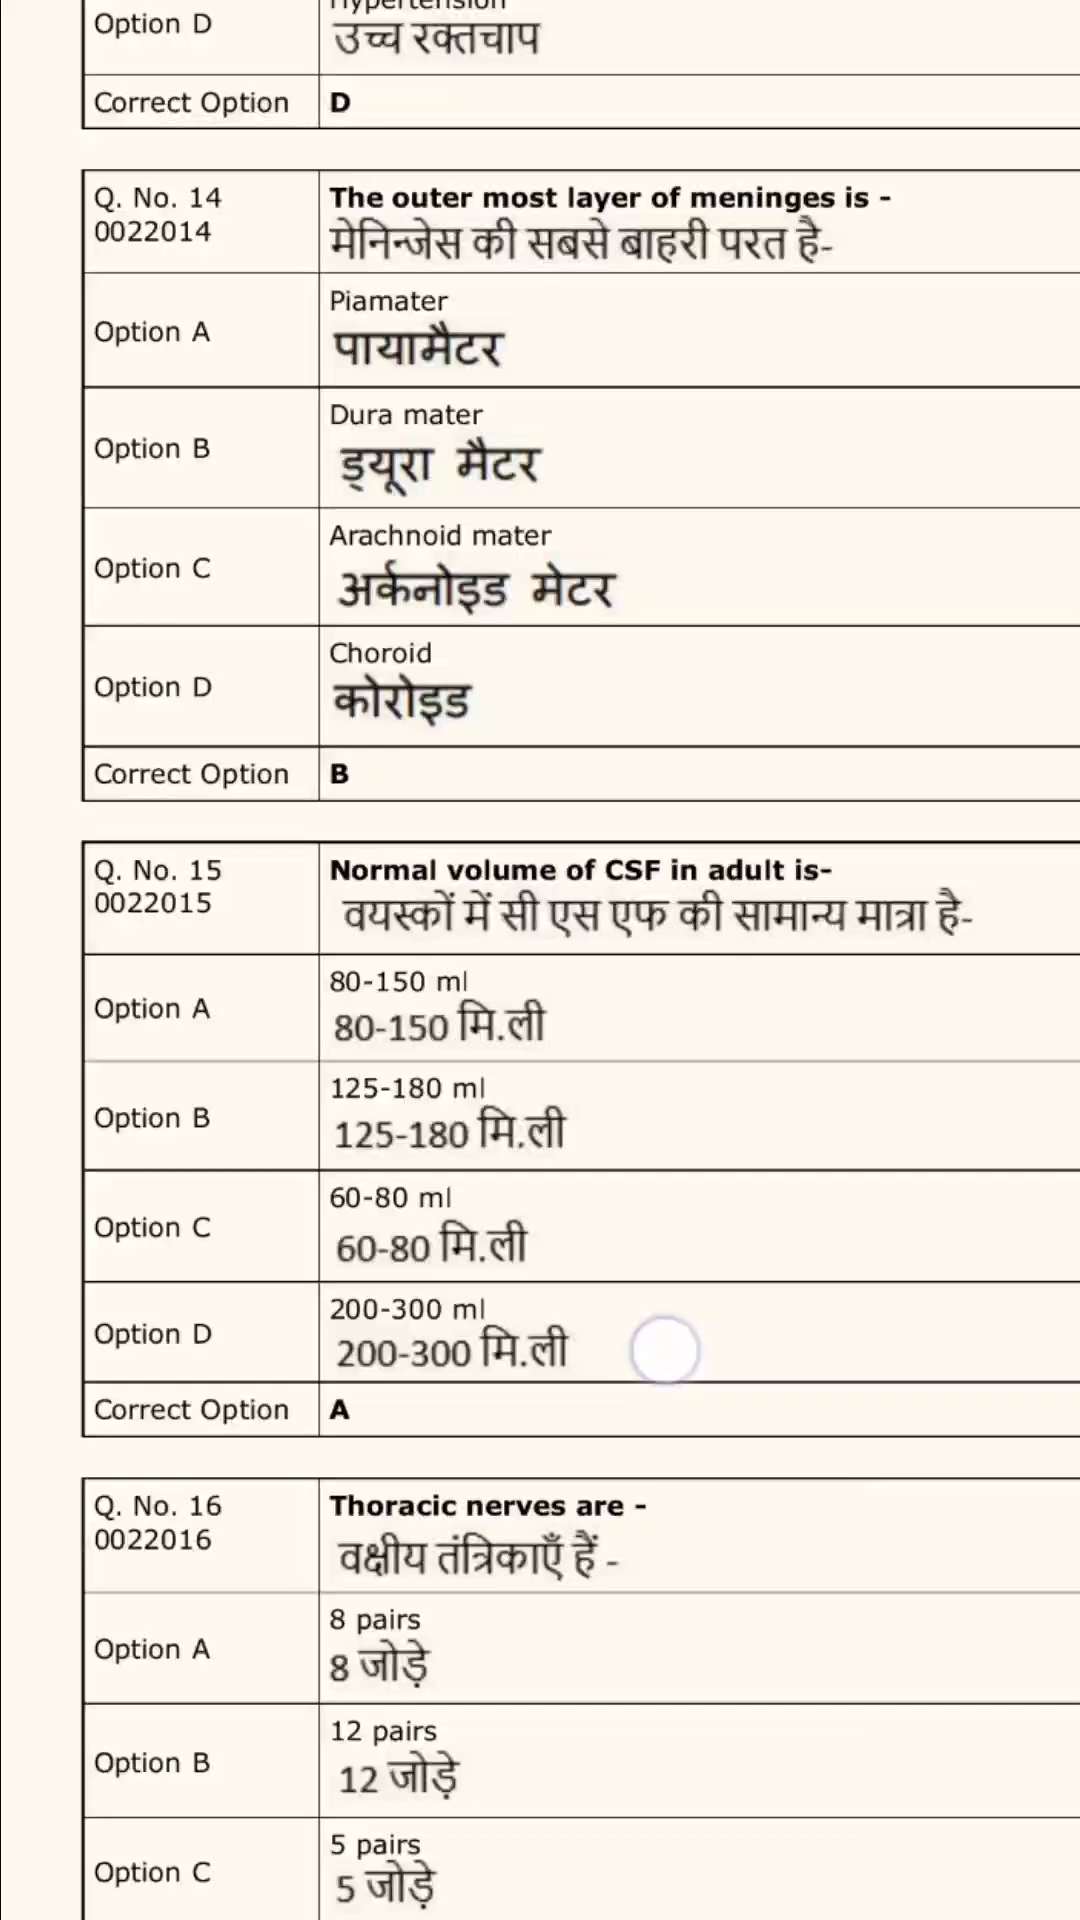 Hypertension
Option D
उच्च रक्तचाप
Correct Option D
Q. No. 14 The outer most layer of meninges is -
0022014 मेनिन्जेस की सबसे बाहरी परत है-
Piamater
Option A
पायामैटर
Dura mater
Option B
ड्यूरा मैटर
Arachnoid mater
Option C
अर्कनोइड मेटर
Choroid
Option D
कोरोइड
Correct Option B
Q. No. 15 Normal volume of CSF in adult is-
0022015 वयस्कों में सी एस एफ की सामान्य मात्रा है-
80-150 ml
Option A
80-150 मि.ली
125-180 ml
Option B
125-180 मि.ली
60-80 ml
Option C
60-80 मि.ली
200-300 ml
Option D
200-300 मि.ली
Correct Option A
Q. No. 16 Thoracic nerves are -
0022016 वक्षीय तंत्रिकाएँ हैं -
8 pairs
Option A
8 जोड़े
12 pairs
Option B
12 जोड़े
5 pairs
Option C
5 जोड़े